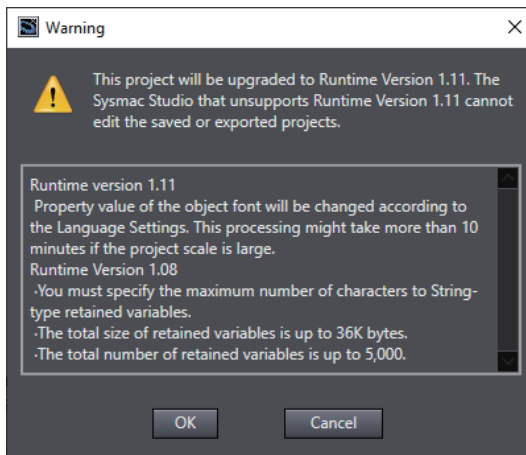 Warning
This project will be upgraded to Runtime Version 1.11. The
Sysmac Studio that unsupports Runtime Version 1.11 cannot
edit the saved or exported projects.
Runtime version 1.11
Property value of the object font will be changed according to
the Language Settings. This processing might take more than 10
minutes if the project scale is large.
Runtime Version 1.08
·You must specify the maximum number of characters to String-
type retained variables.
·The total size of retained variables is up to 36K bytes.
·The total number of retained variables is up to 5,000.
OK
Cancel